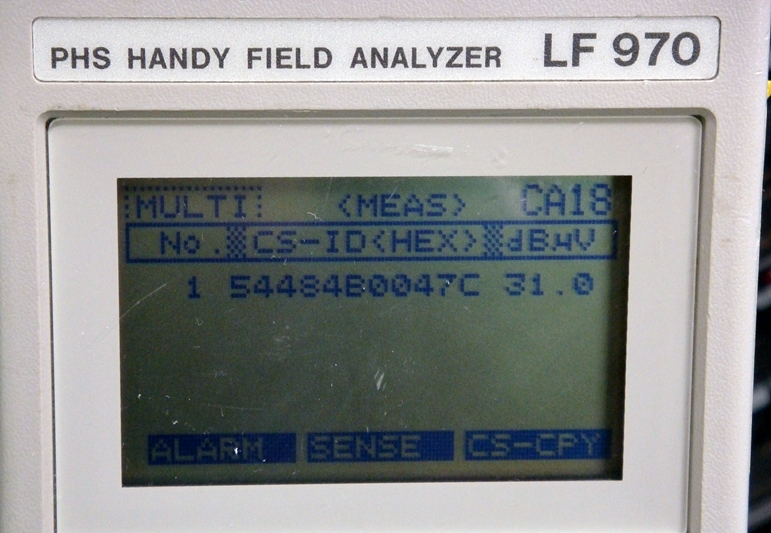 PHS HANDY FIELD ANALYZER LF 970
MULTI <MEAS> CA18
No. CS-ID<HEX> dBμV
1 54484B0047C 31.0
ALARM SENSE CS-CPY